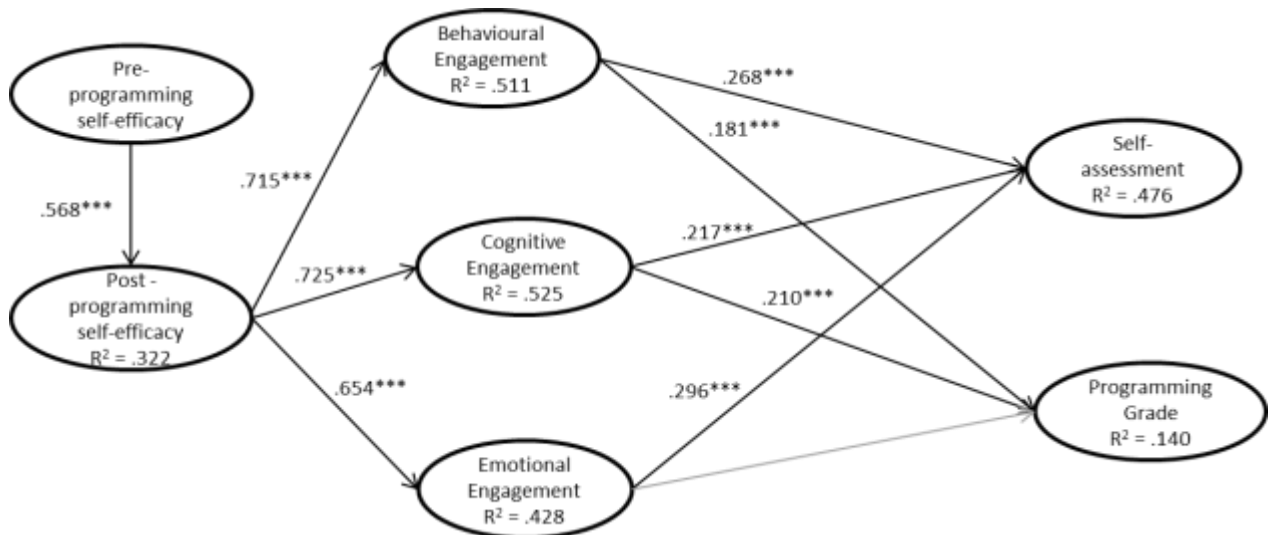 Pre-
programming
self-efficacy
.568***
Post -
programming
self-efficacy
R² = .322
.715***
.725***
.654***
Behavioural
Engagement
R² = .511
Cognitive
Engagement
R² = .525
Emotional
Engagement
R² = .428
.268***
.181***
.217***
.210***
.296***
Self-
assessment
R² = .476
Programming
Grade
R² = .140